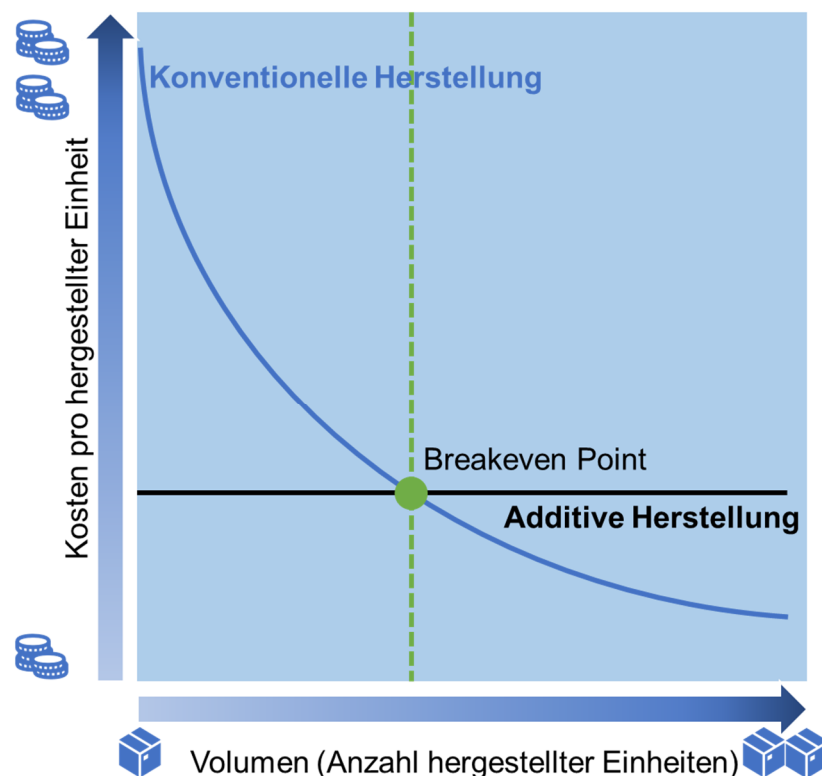 Konventionelle Herstellung
Kosten pro hergestellter Einheit
Breakeven Point
Additive Herstellung
Volumen (Anzahl hergestellter Einheiten)